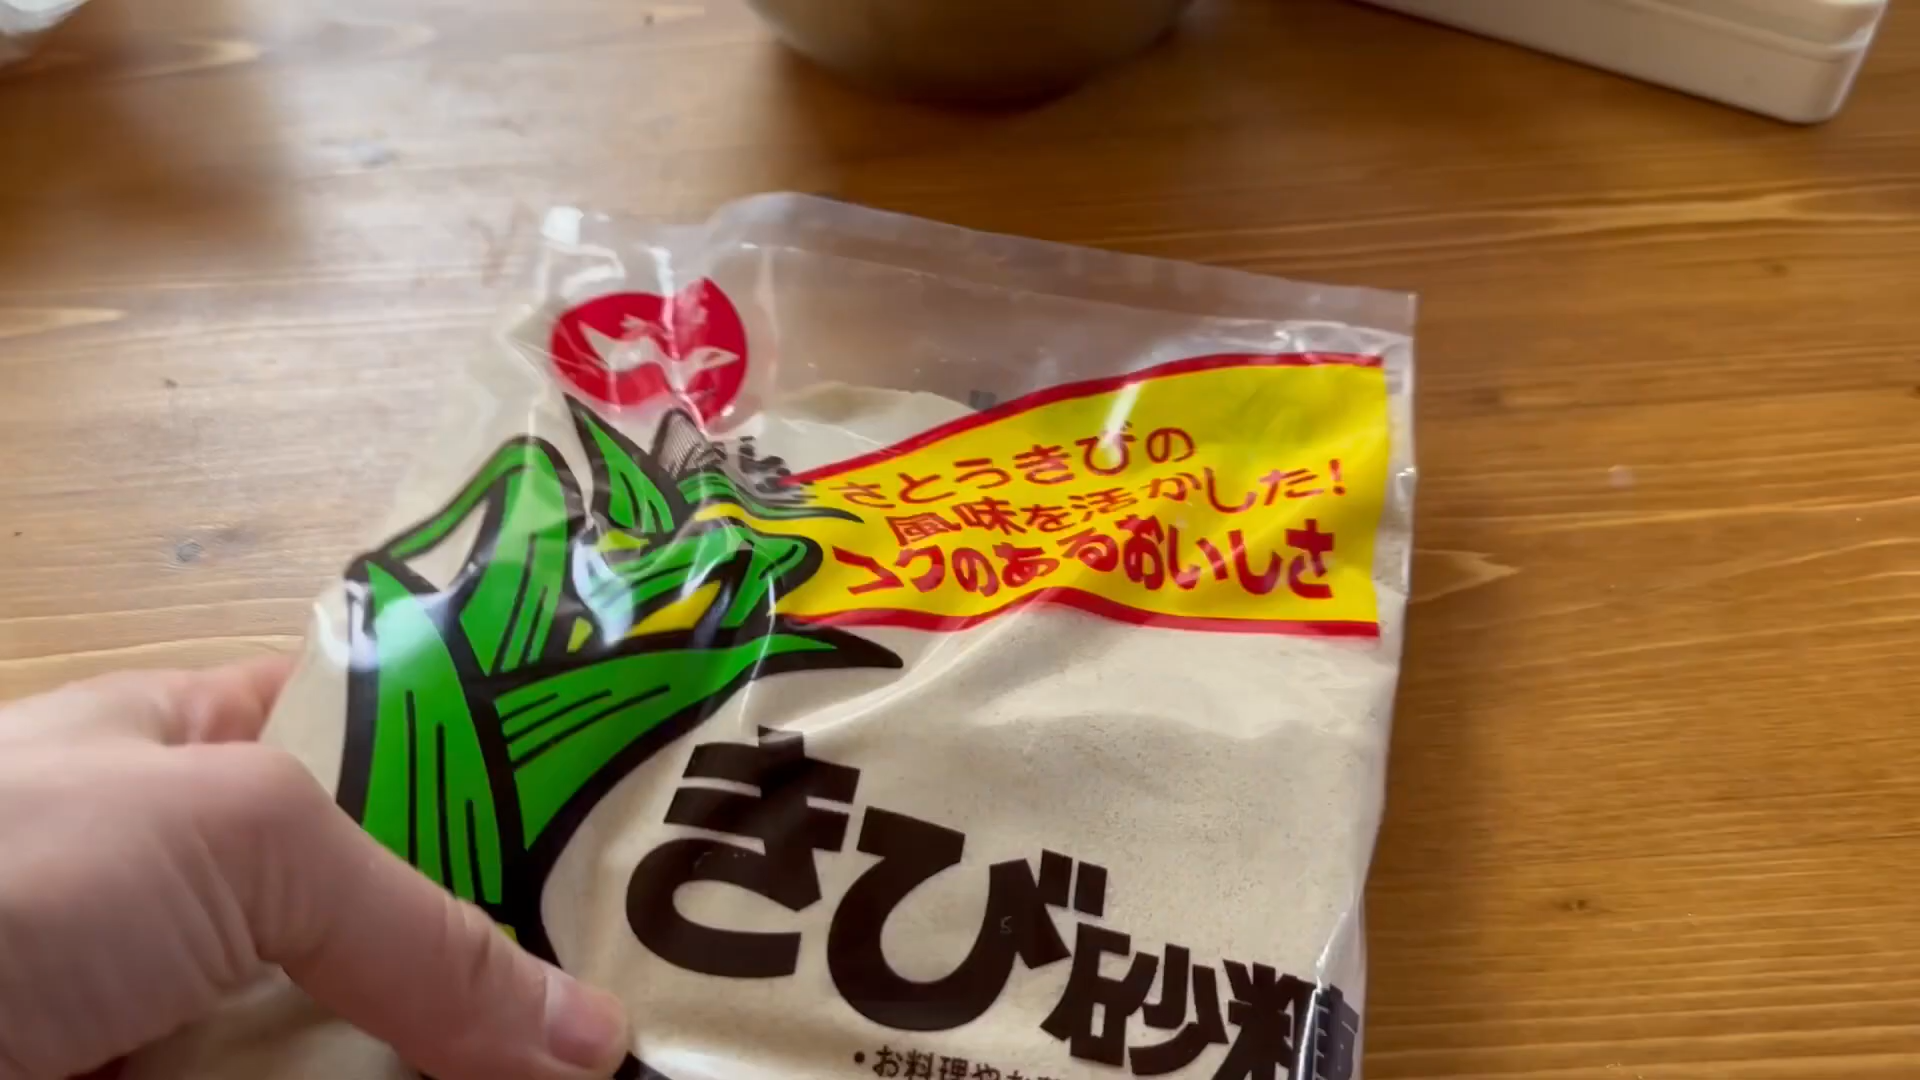 さとうきびの
風味を活かした!
コクのあるおいしさ
きび砂糖
・お料理やお